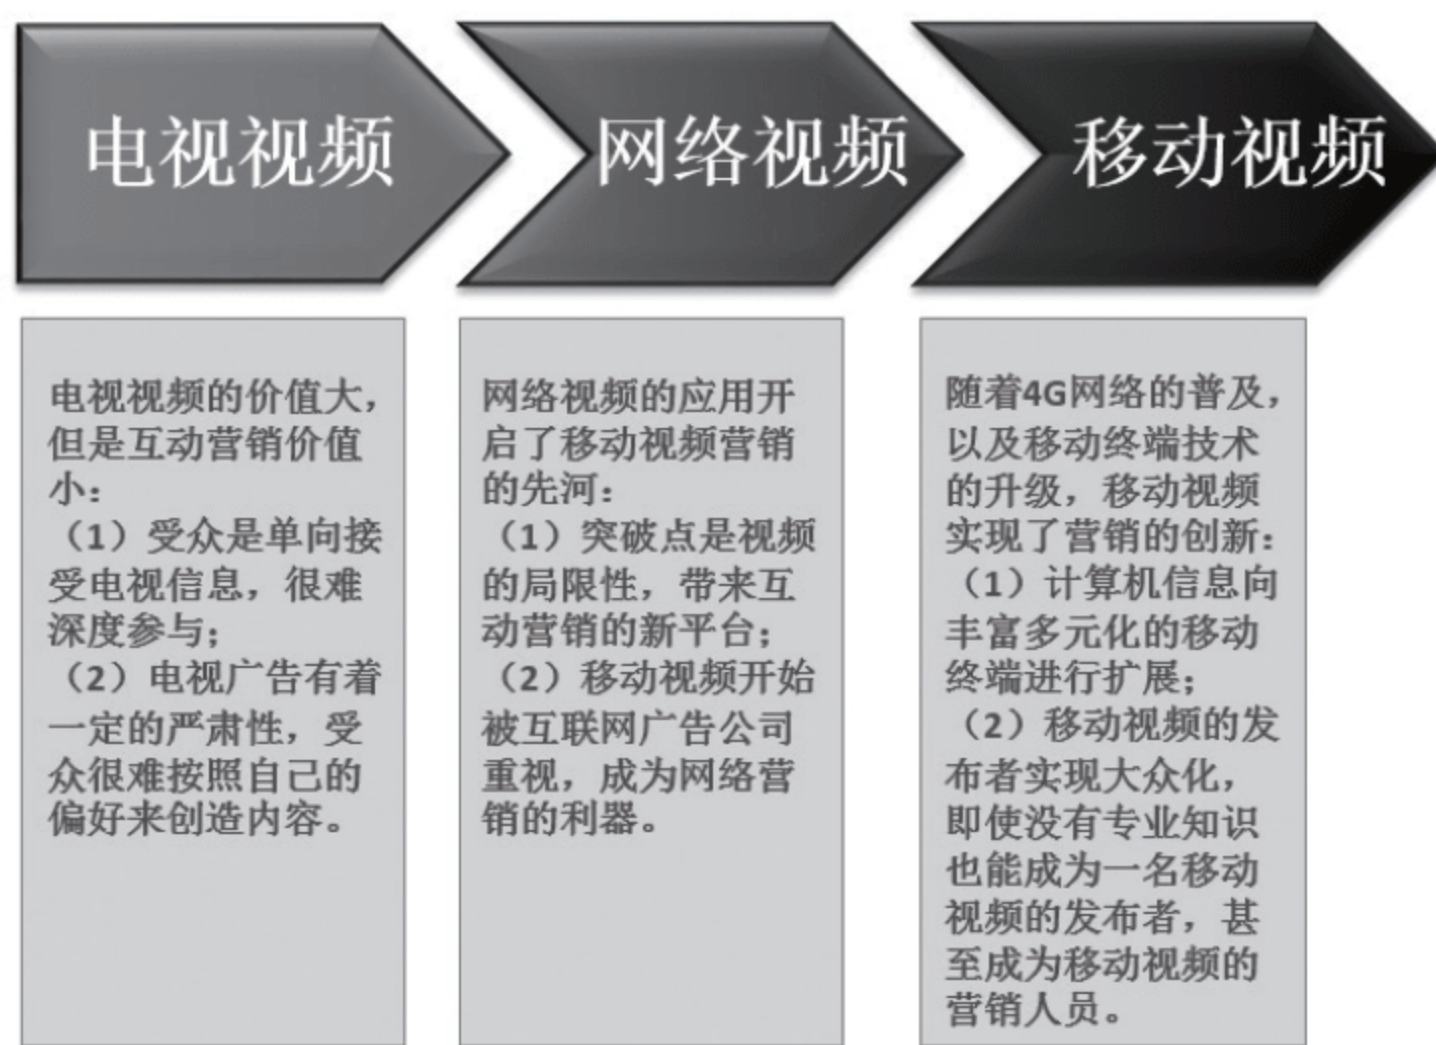 电视视频
网络视频
移动视频
电视视频的价值大，
但是互动营销价值
小：
（1）受众是单向接
受电视信息，很难
深度参与；
（2）电视广告有着
一定的严肃性，受
众很难按照自己的
偏好来创造内容。
网络视频的应用开
启了移动视频营销
的先河：
（1）突破点是视频
的局限性，带来互
动营销的新平台；
（2）移动视频开始
被互联网广告公司
重视，成为网络营
销的利器。
随着4G网络的普及，
以及移动终端技术
的升级，移动视频
实现了营销的创新：
（1）计算机信息向
丰富多元化的移动
终端进行扩展；
（2）移动视频的发
布者实现大众化，
即使没有专业知识
也能成为一名移动
视频的发布者，甚
至成为移动视频的
营销人员。